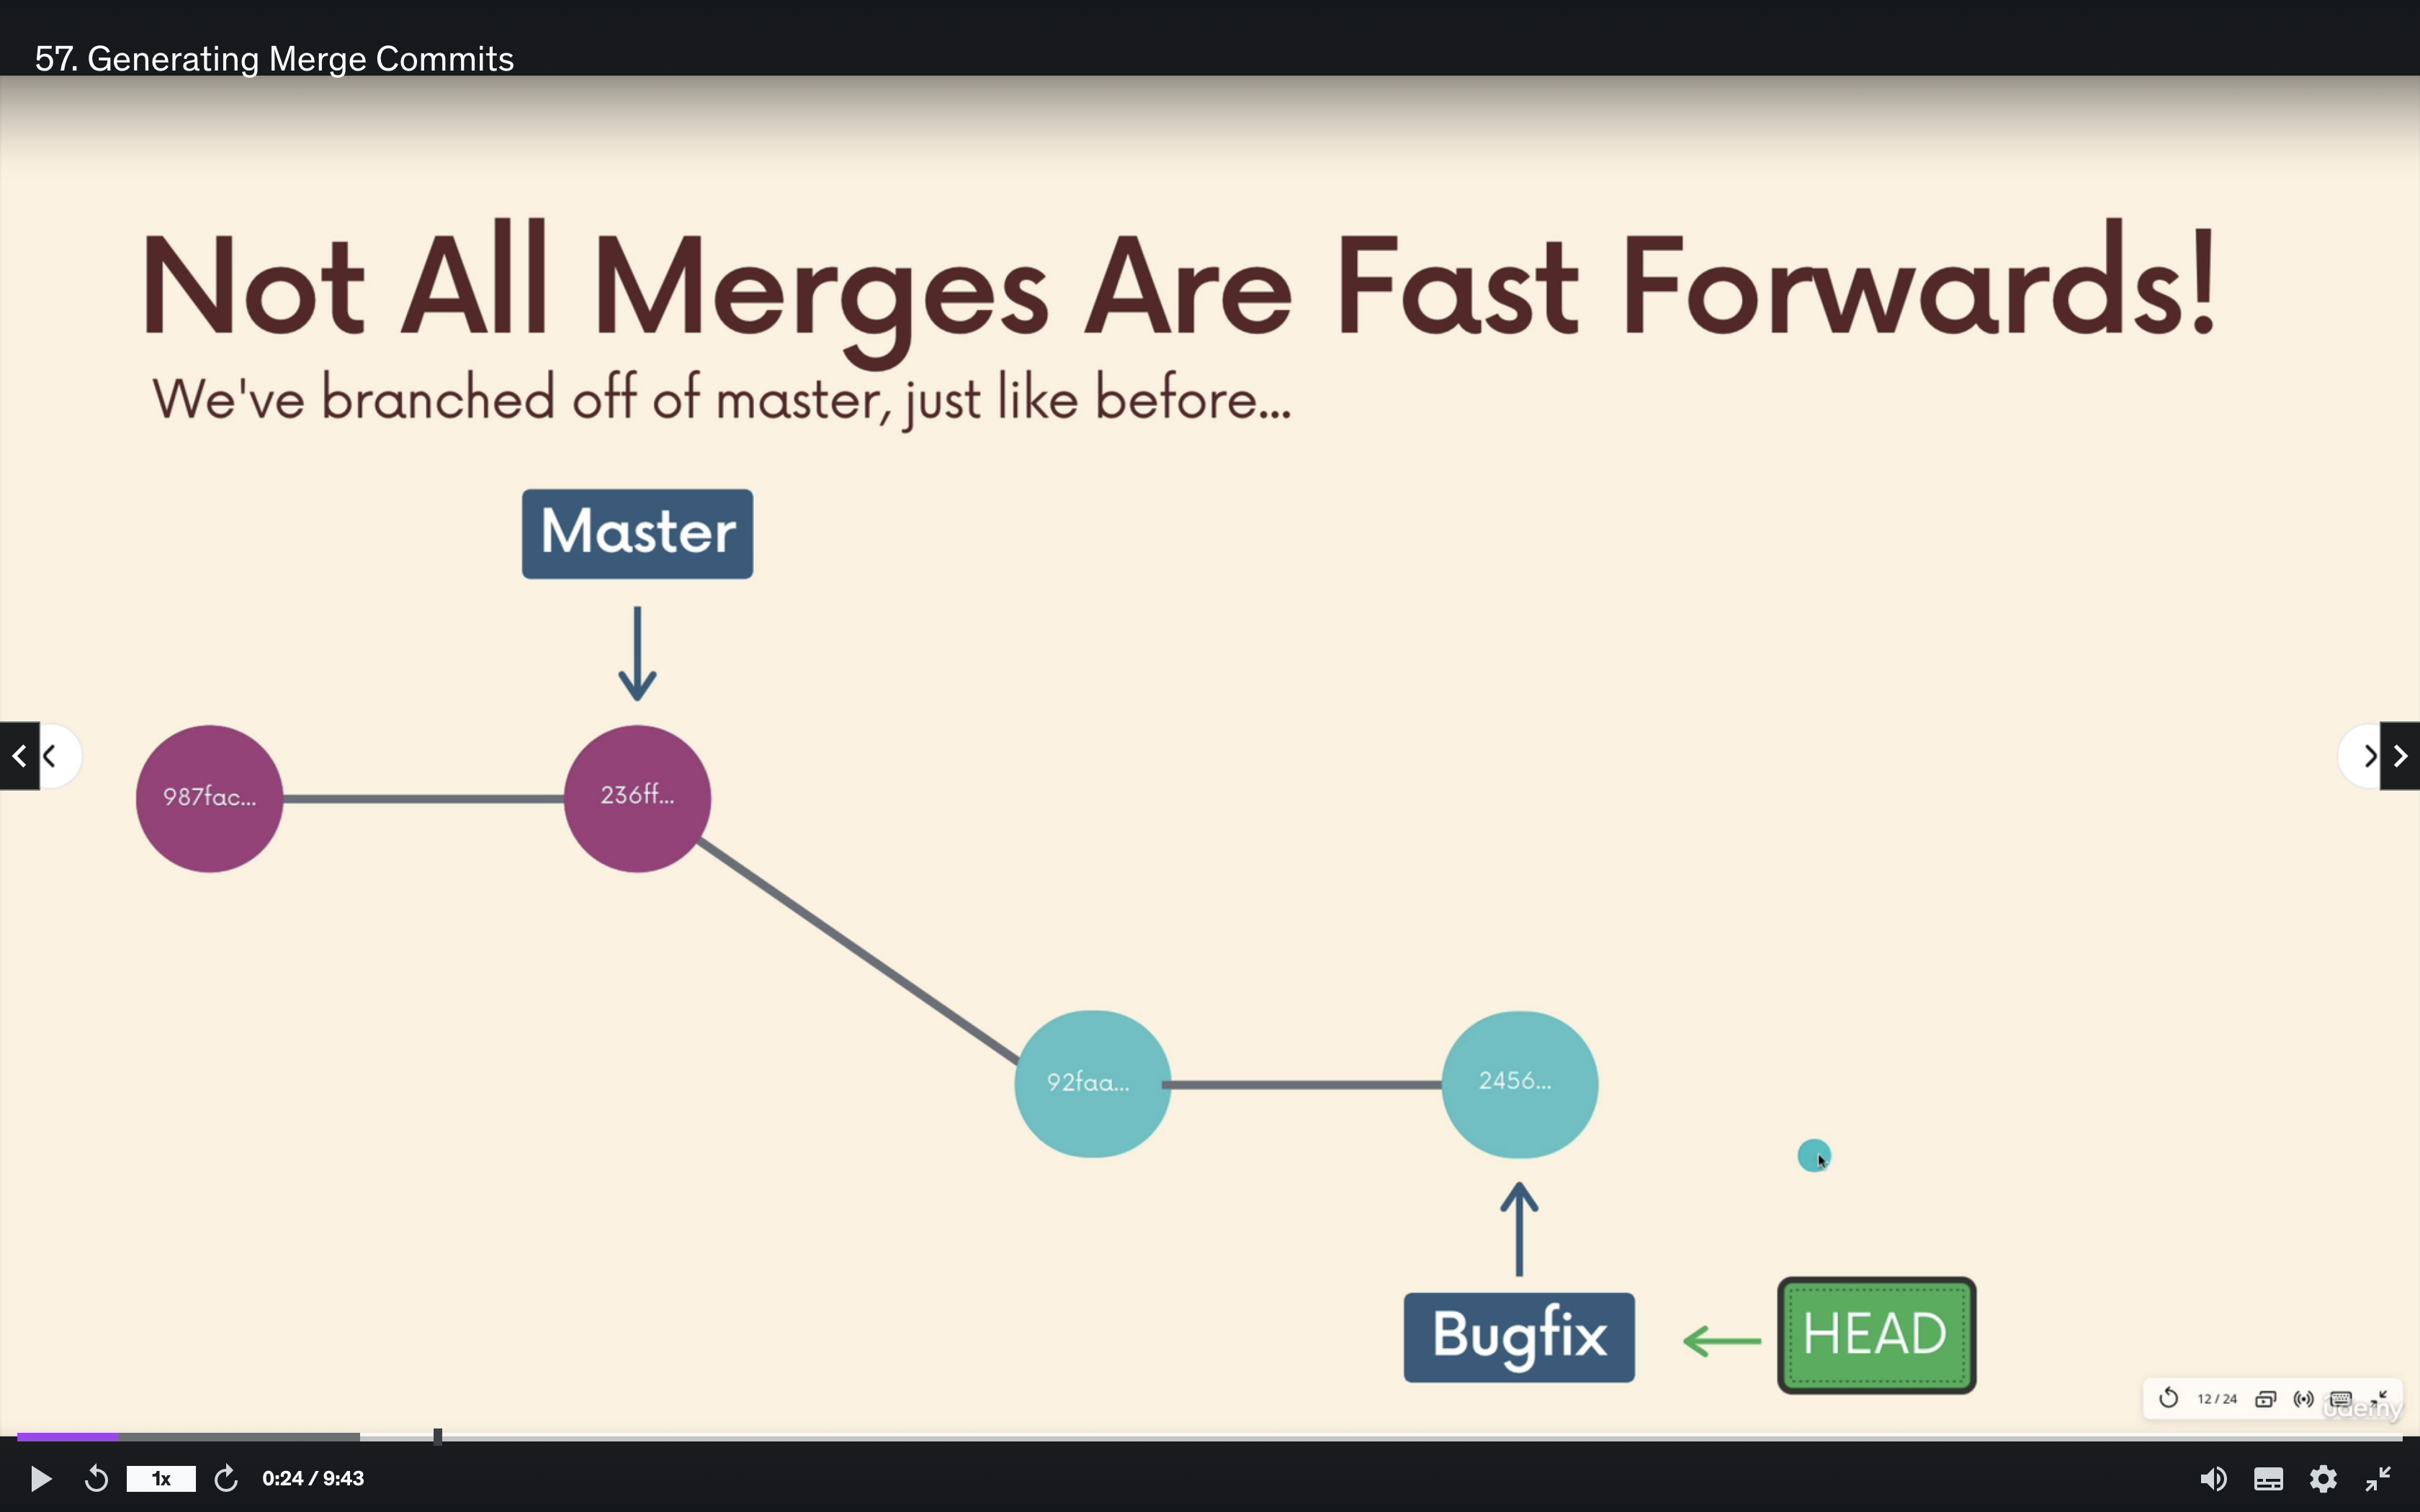 57. Generating Merge Commits
Not All Merges Are Fast Forwards!
We've branched off of master, just like before...
Master
987fac...
236ff...
92faa...
2456...
Bugfix
HEAD
12 / 24
udemy
1x
0:24 / 9:43